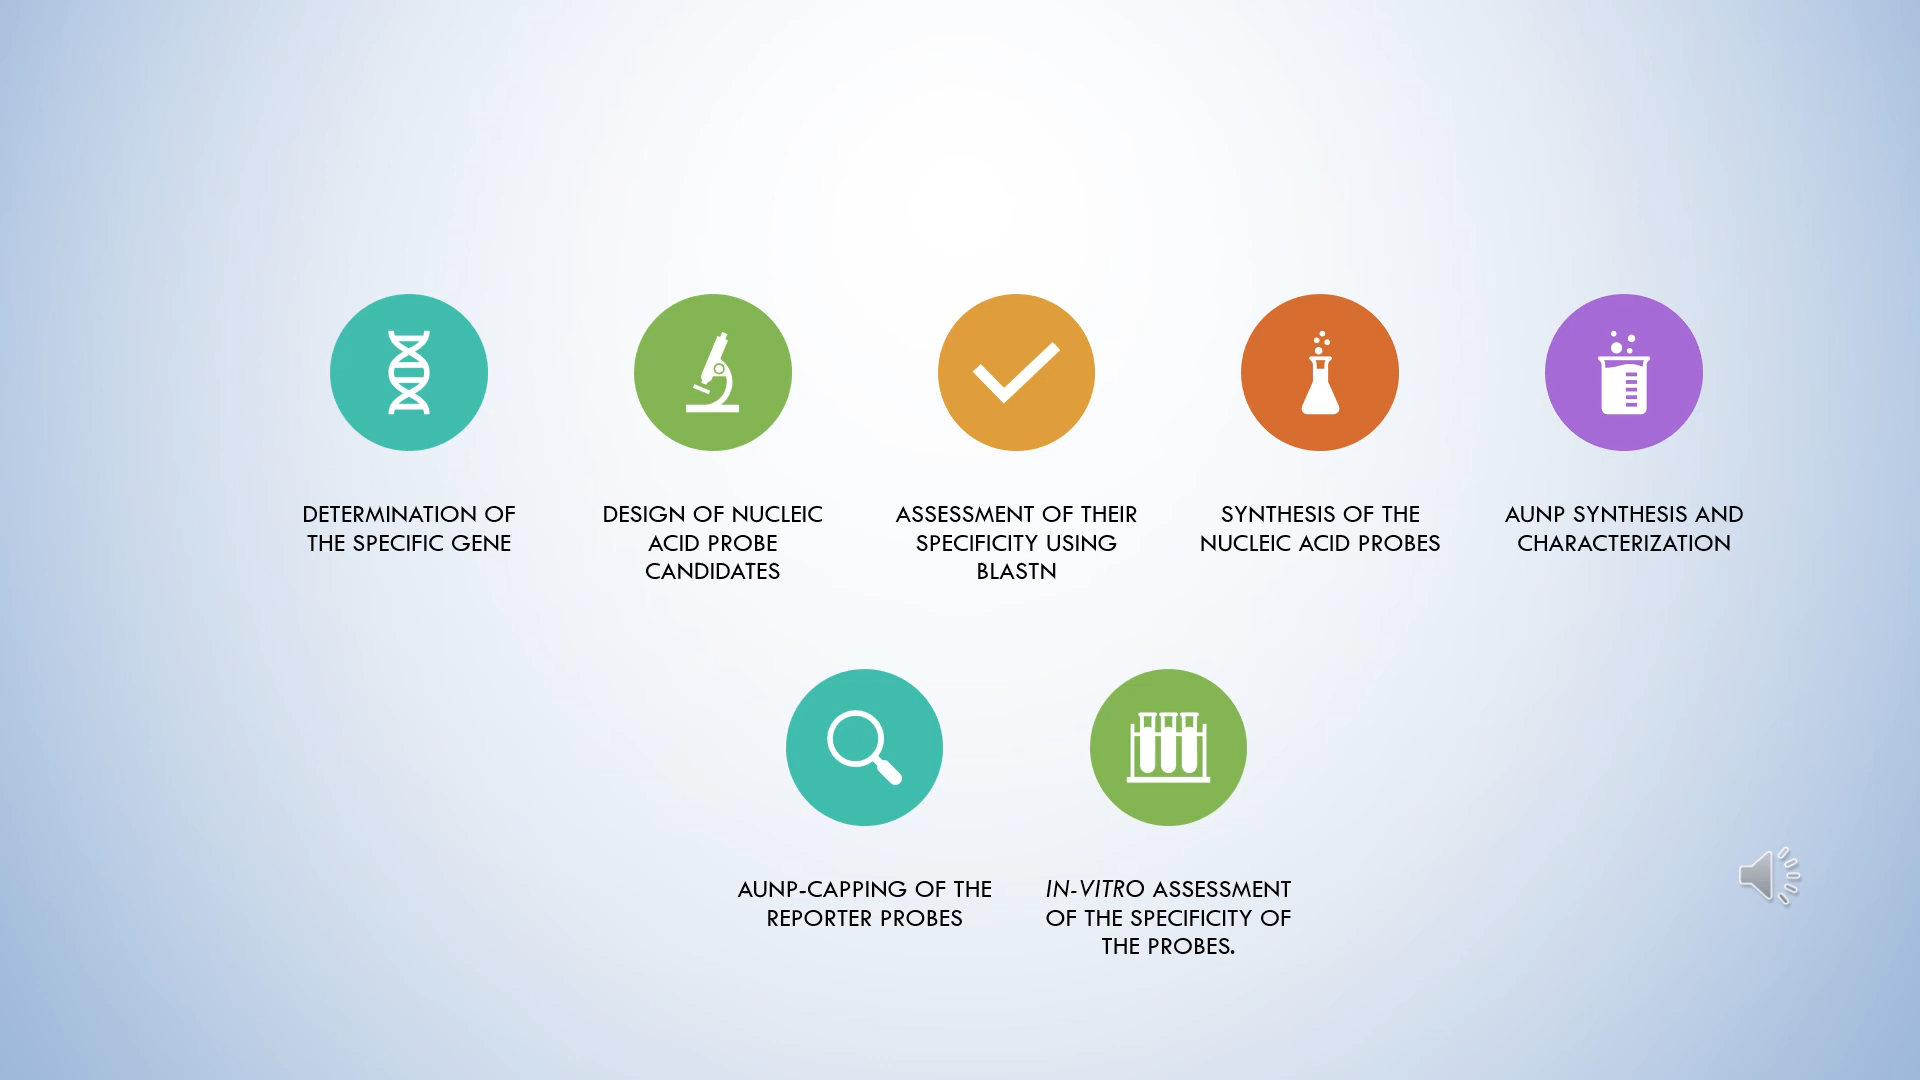 DETERMINATION OF
THE SPECIFIC GENE
DESIGN OF NUCLEIC
ACID PROBE
CANDIDATES
ASSESSMENT OF THEIR
SPECIFICITY USING
BLASTN
SYNTHESIS OF THE
NUCLEIC ACID PROBES
AUNP SYNTHESIS AND
CHARACTERIZATION
AUNP-CAPPING OF THE
REPORTER PROBES
IN-VITRO ASSESSMENT
OF THE SPECIFICITY OF
THE PROBES.